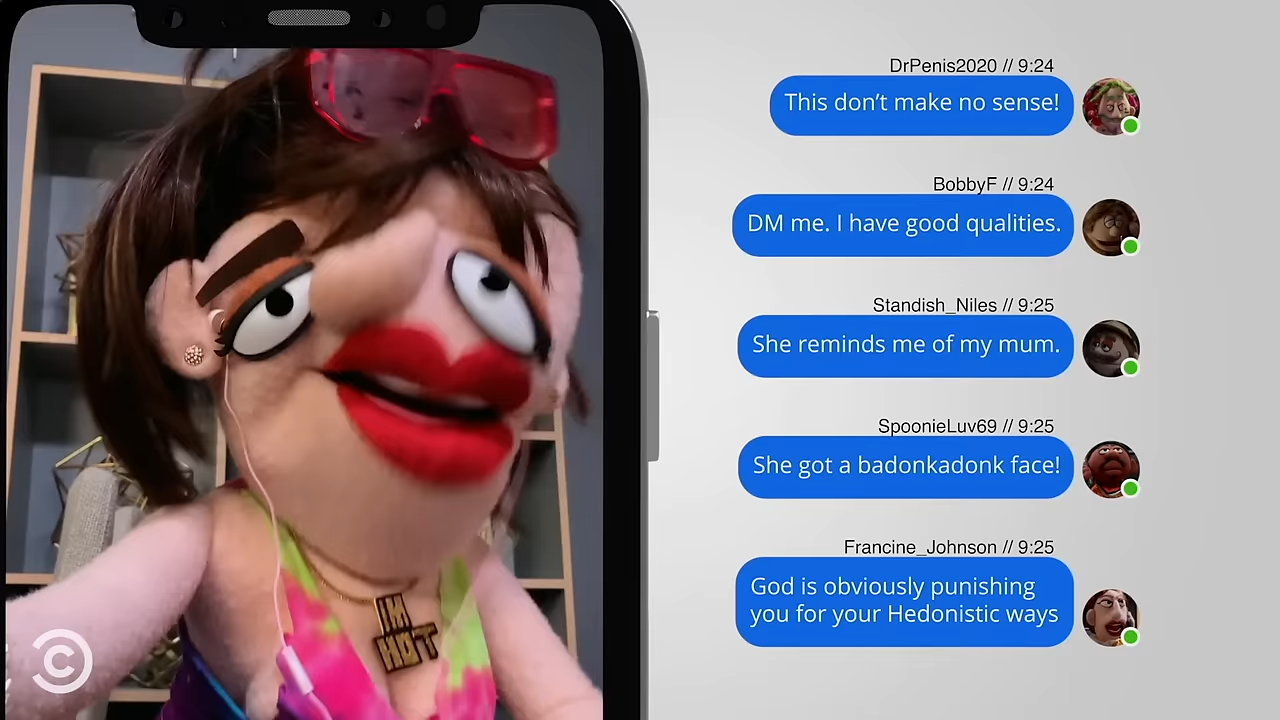 DrPenis2020 // 9:24
This don't make no sense!
BobbyF // 9:24
DM me. I have good qualities.
Standish_Niles // 9:25
She reminds me of my mum.
SpoonieLuv69 // 9:25
She got a badonkadonk face!
Francine_Johnson // 9:25
God is obviously punishing
you for your Hedonistic ways
IM
HOT